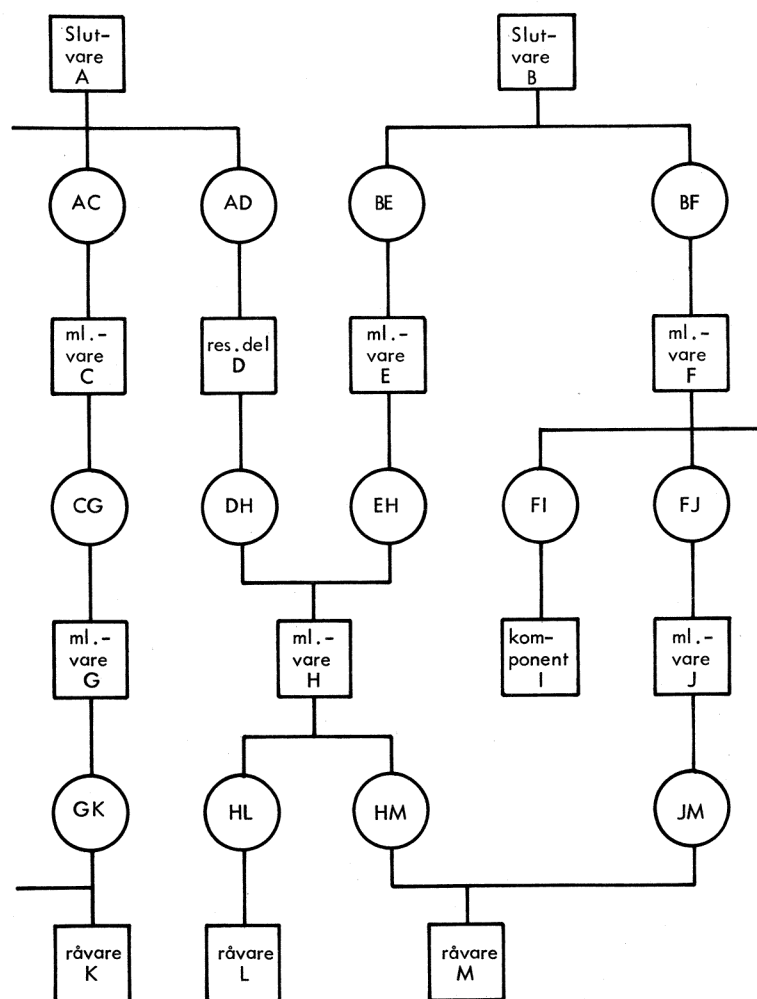 Slut-
vare
A
Slut-
vare
B
AC
AD
BE
BF
ml.-
vare
C
res.del
D
ml.-
vare
E
ml.-
vare
F
CG
DH
EH
FI
FJ
ml.-
vare
G
ml.-
vare
H
kom-
ponent
I
ml.-
vare
J
GK
HL
HM
JM
råvare
K
råvare
L
råvare
M